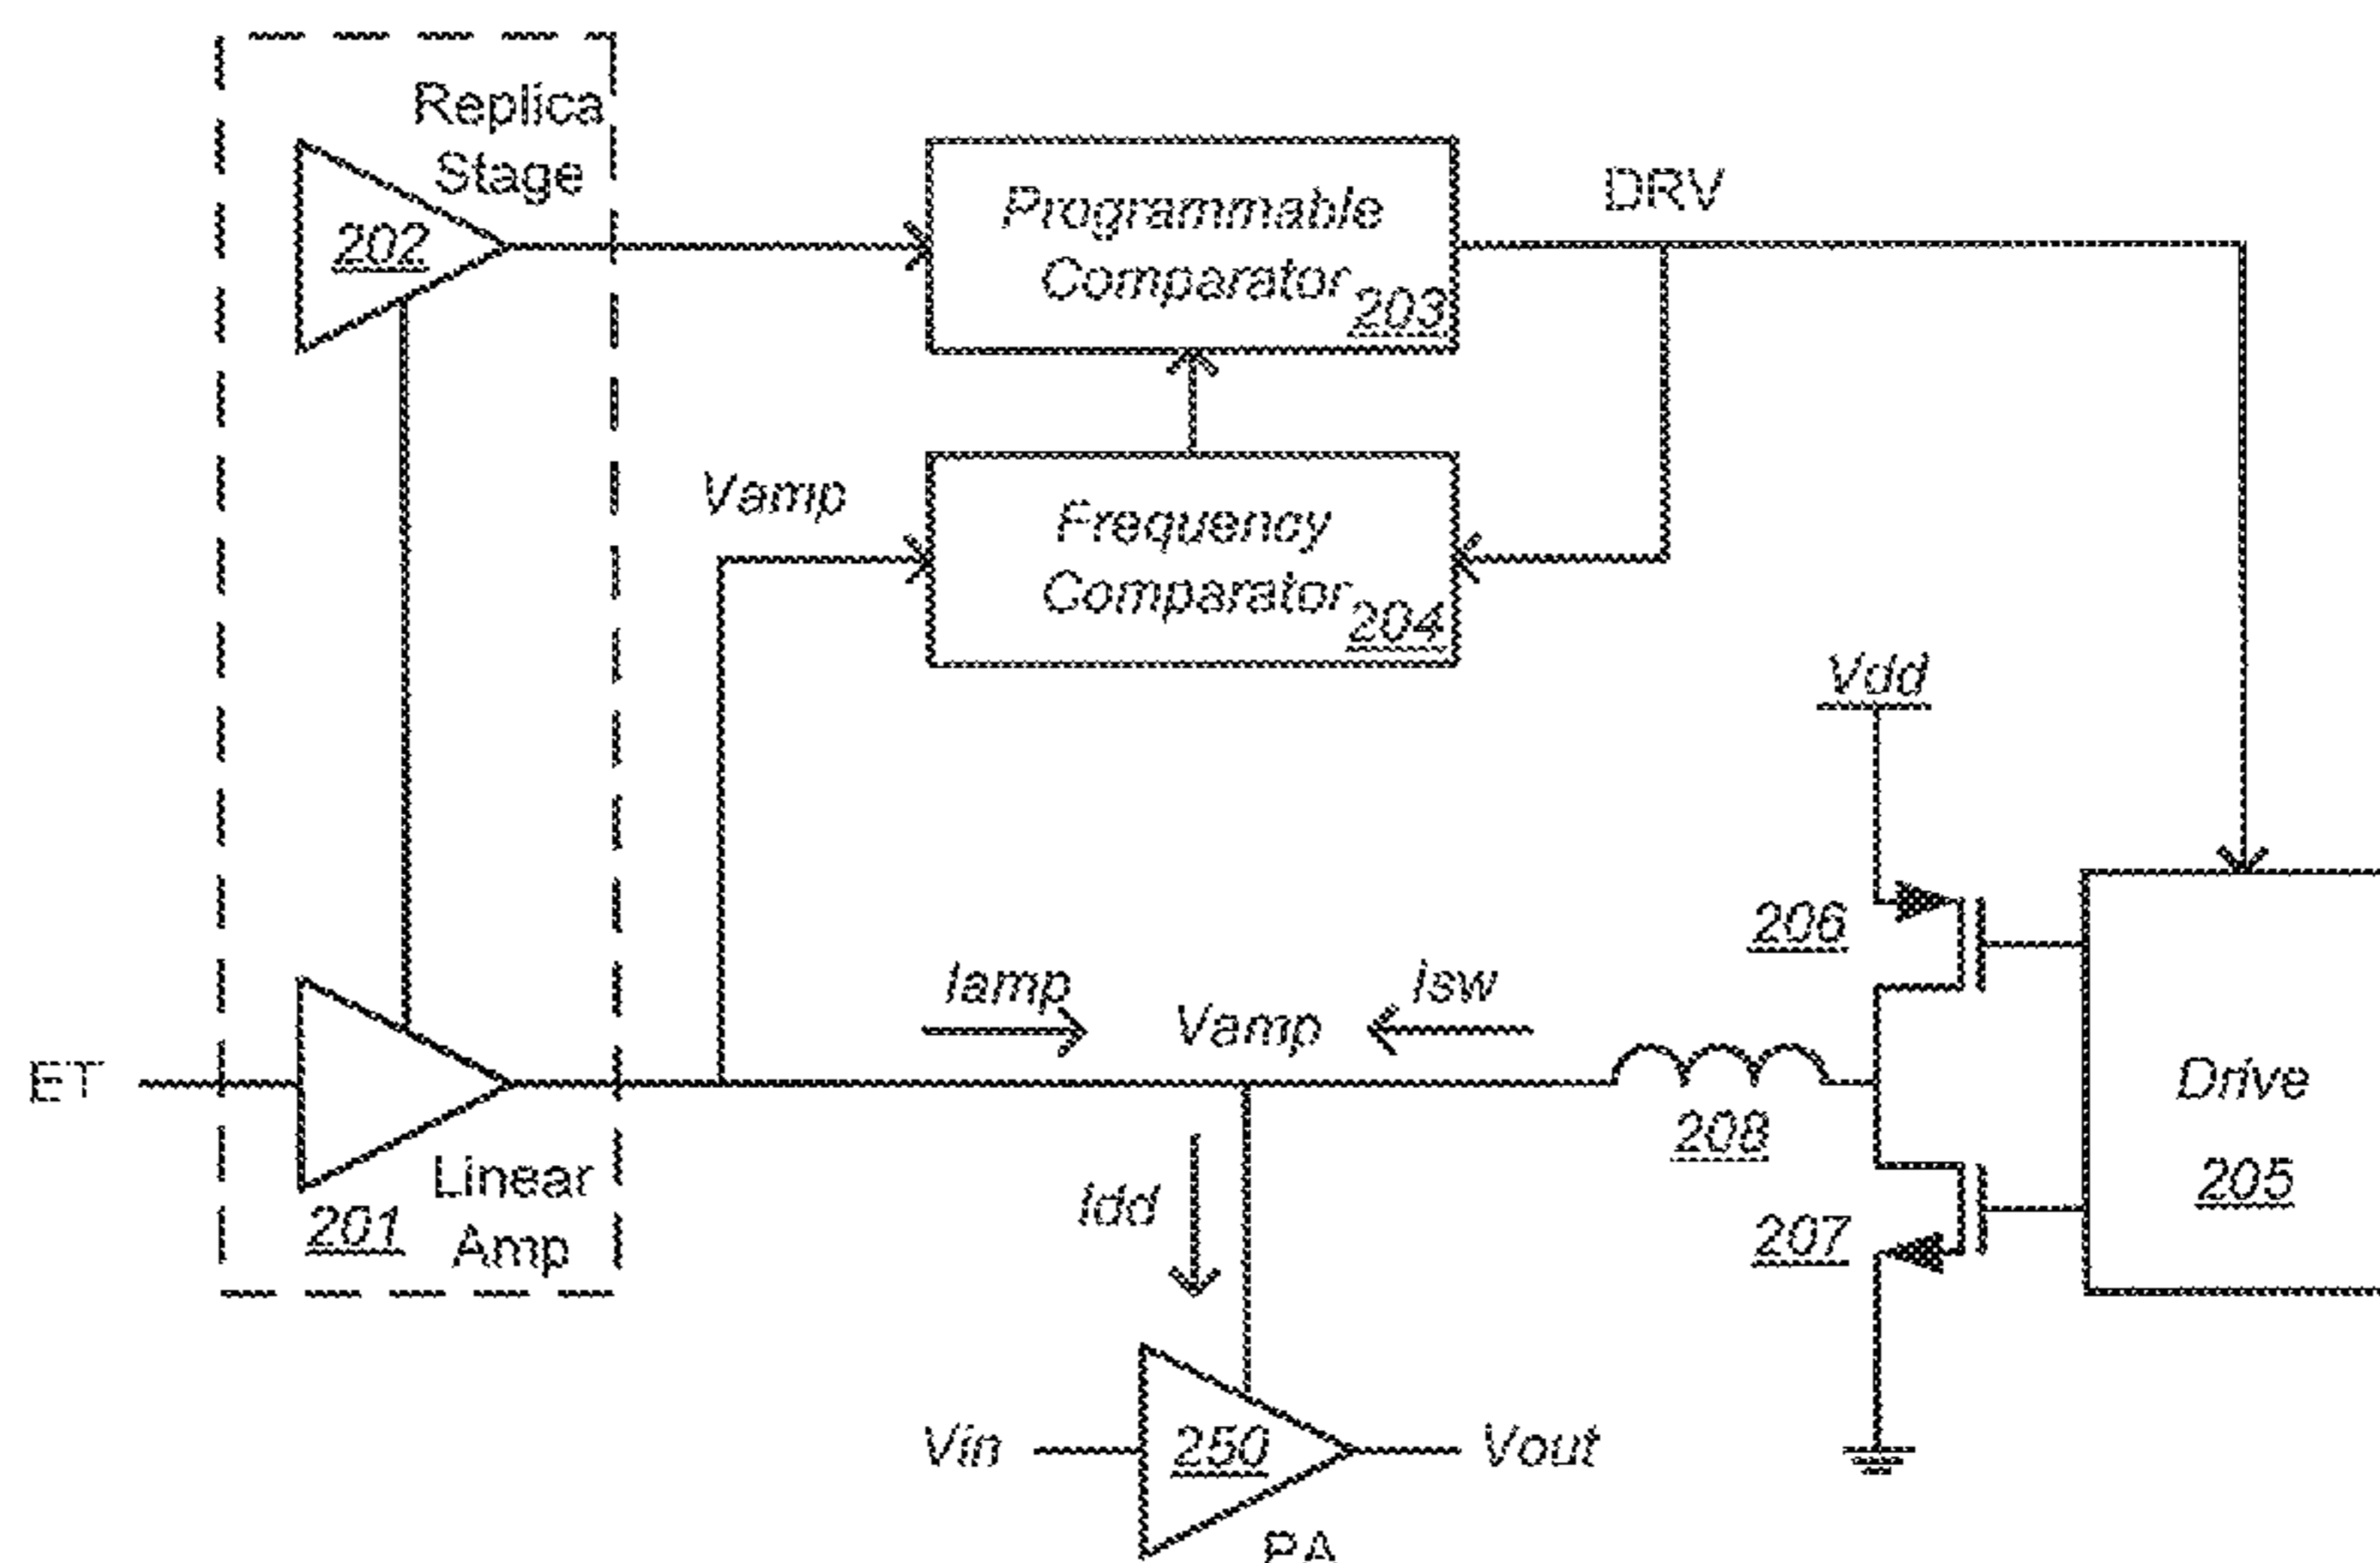 Replica
Stage
202
Programmable
Comparator
203
DRV
Vamp
Frequency
Comparator
204
Vdd
206
Iamp
Vamp
Isw
ET
208
Drive
205
Linear
Amp
201
Idd
207
Vin
250
Vout
PA